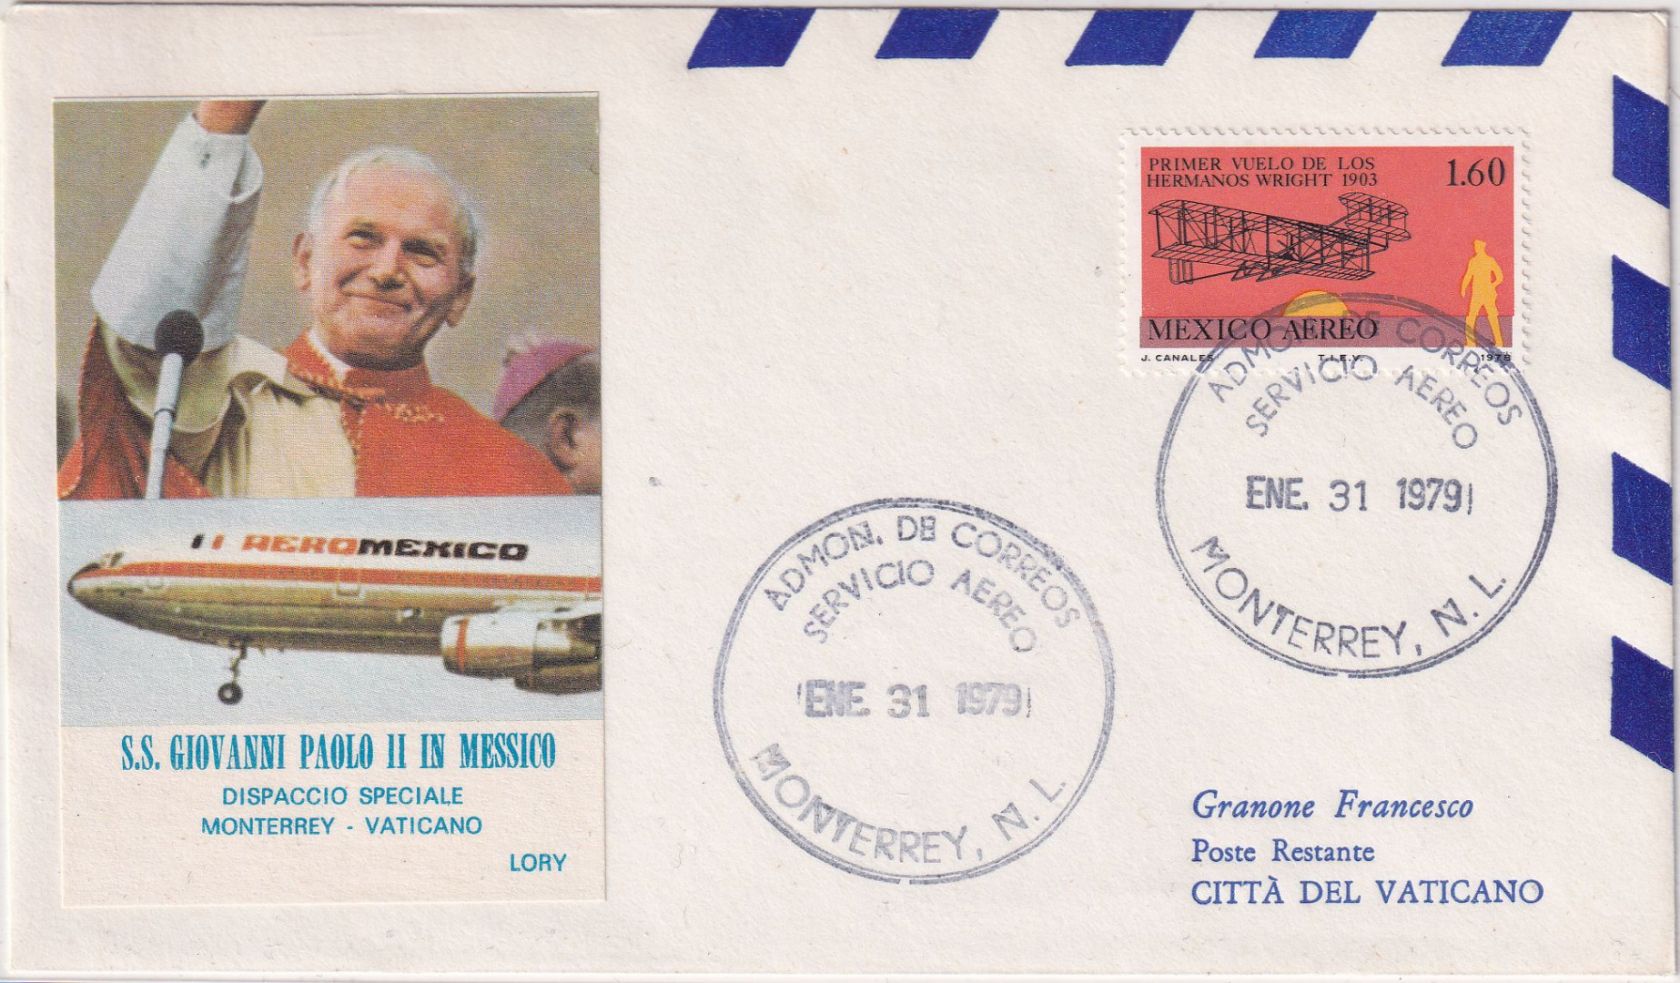 AEROMEXICO
S.S. GIOVANNI PAOLO II IN MESSICO
DISPACCIO SPECIALE
MONTERREY - VATICANO
LORY
PRIMER VUELO DE LOS
HERMANOS WRIGHT 1903
1.60
MEXICO AEREO
J. CANALES T.I.E.V. 1978
ADMON. DE CORREOS
SERVICIO AEREO
ENE. 31 1979
MONTERREY, N. L.
ADMON. DE CORREOS
SERVICIO AEREO
ENE. 31 1979
MONTERREY, N. L.
Granone Francesco
Poste Restante
CITTÀ DEL VATICANO